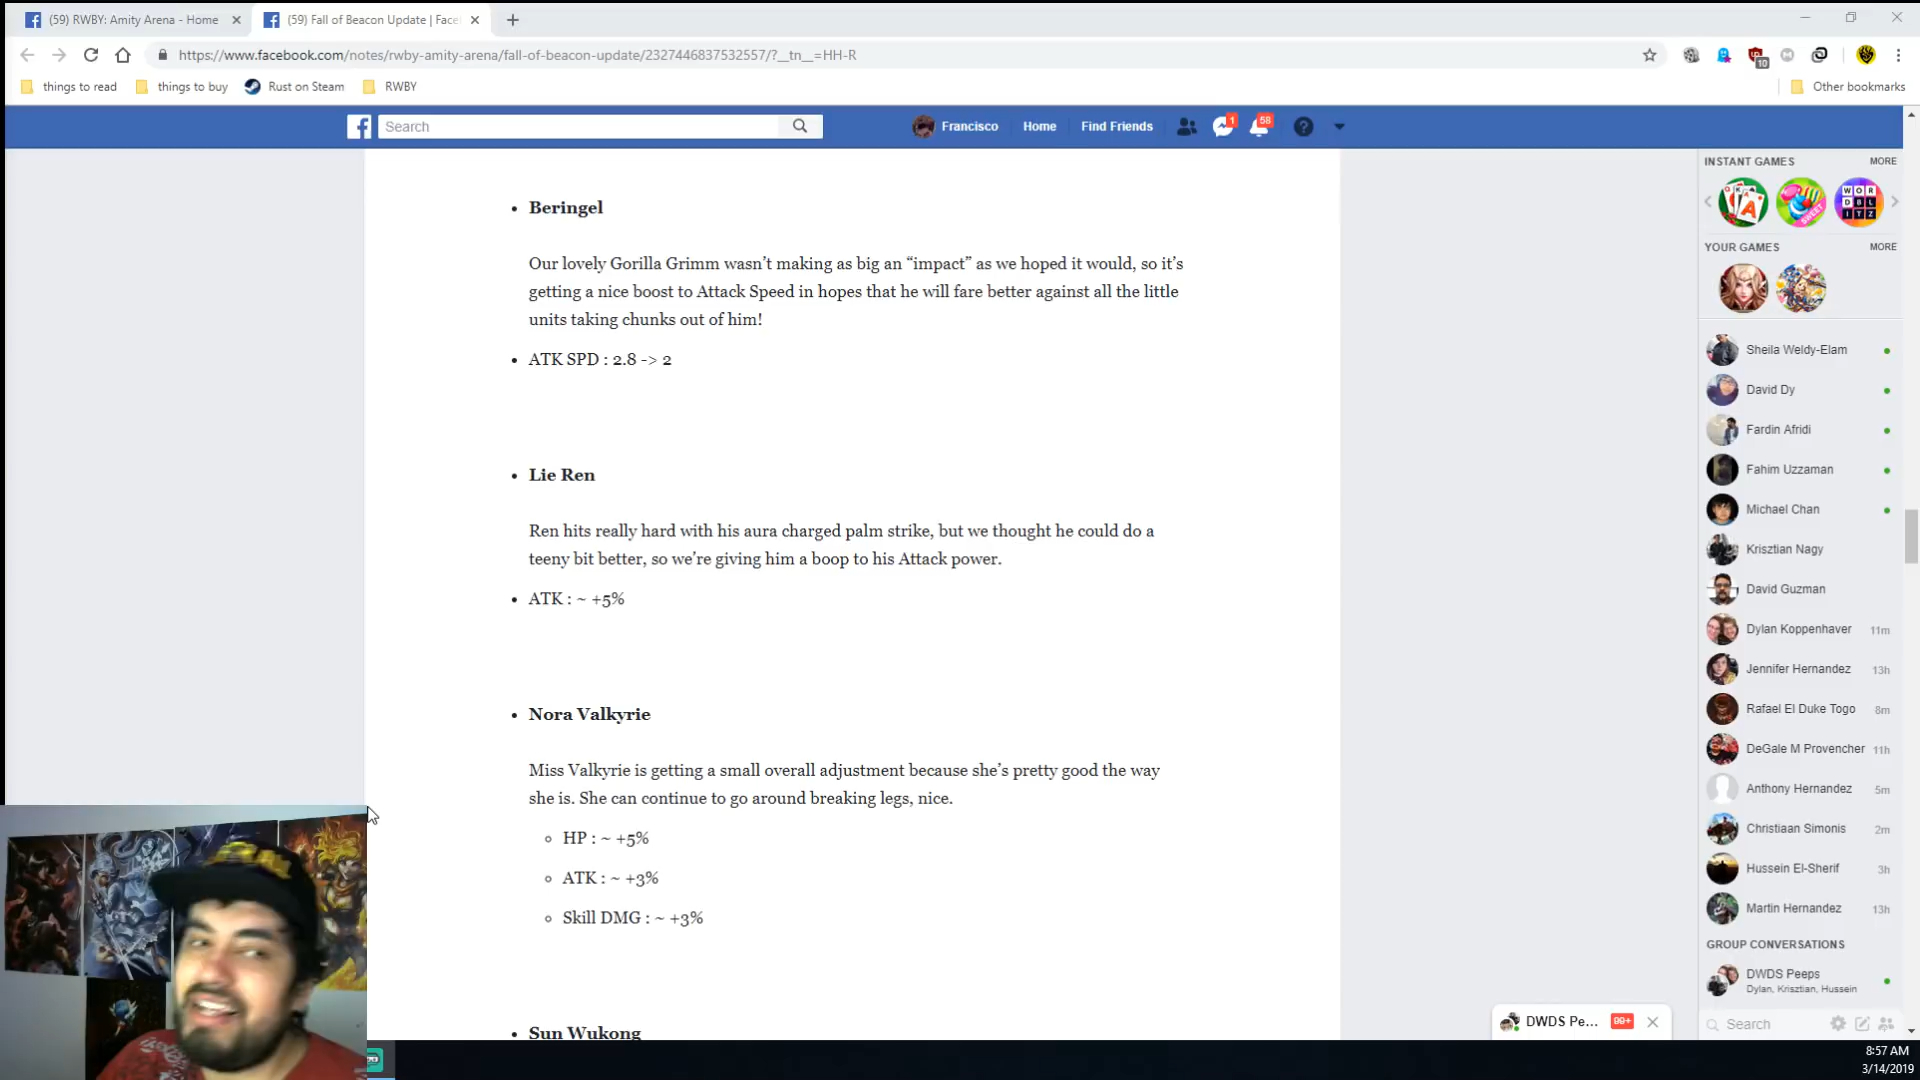 (59) RWBY: Amity Arena - Home
(59) Fall of Beacon Update | Face
https://www.facebook.com/notes/rwby-amity-arena/fall-of-beacon-update/2327446837532557/?__tn__=HH-R
10
things to read
things to buy
Rust on Steam
RWBY
Other bookmarks
Search
Francisco
Home
Find Friends
1
58
INSTANT GAMES
MORE
YOUR GAMES
MORE
• Beringel
Our lovely Gorilla Grimm wasn’t making as big an “impact” as we hoped it would, so it’s
getting a nice boost to Attack Speed in hopes that he will fare better against all the little
units taking chunks out of him!
• ATK SPD : 2.8 -> 2
• Lie Ren
Ren hits really hard with his aura charged palm strike, but we thought he could do a
teeny bit better, so we’re giving him a boop to his Attack power.
• ATK : ~ +5%
• Nora Valkyrie
Miss Valkyrie is getting a small overall adjustment because she’s pretty good the way
she is. She can continue to go around breaking legs, nice.
◦ HP : ~ +5%
◦ ATK : ~ +3%
◦ Skill DMG : ~ +3%
• Sun Wukong
Sheila Weldy-Elam
David Dy
Fardin Afridi
Fahim Uzzaman
Michael Chan
Krisztian Nagy
David Guzman
Dylan Koppenhaver 11m
Jennifer Hernandez 13h
Rafael El Duke Togo 8m
DeGale M Provencher 11h
Anthony Hernandez 5m
Christiaan Simonis 2m
Hussein El-Sherif 3h
Martin Hernandez 13h
GROUP CONVERSATIONS
DWDS Peeps
Dylan, Krisztian, Hussein
DWDS Pe... 99+
Search
8:57 AM
3/14/2019